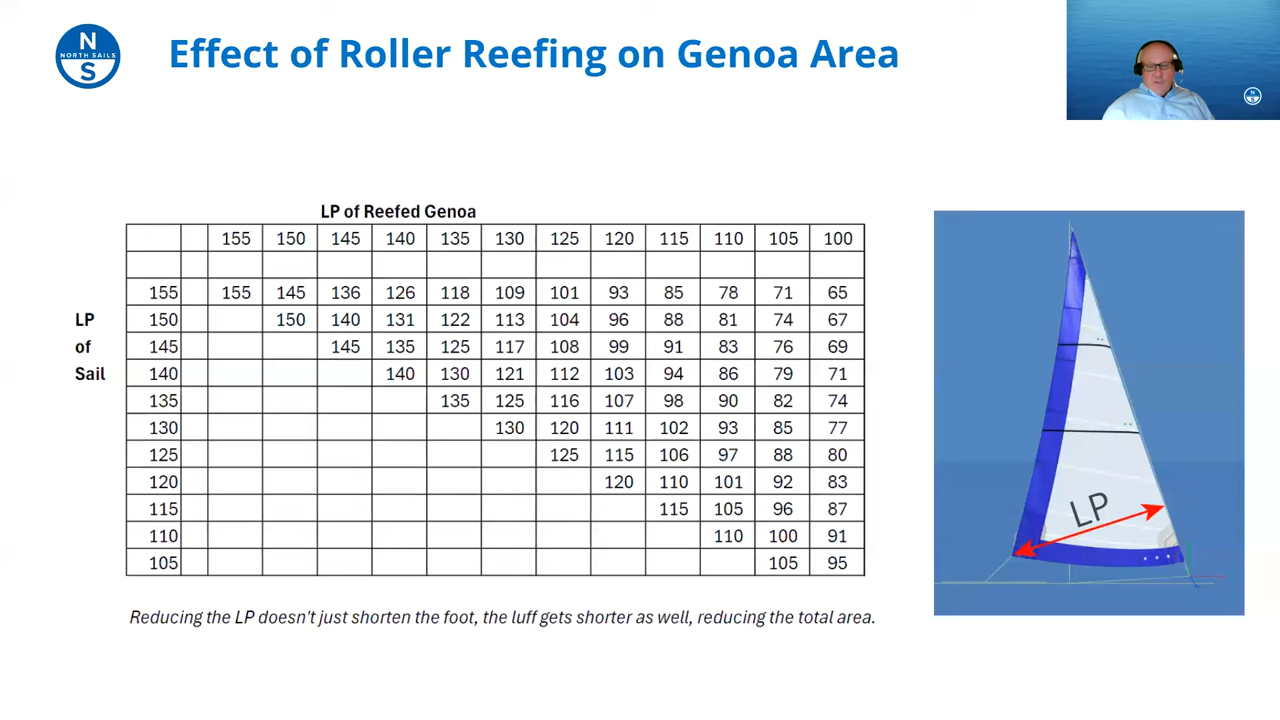 N
NORTH SAILS
S
Effect of Roller Reefing on Genoa Area
N
S
LP of Reefed Genoa
155 150 145 140 135 130 125 120 115 110 105 100
155 155 145 136 126 118 109 101 93 85 78 71 65
LP 150 150 140 131 122 113 104 96 88 81 74 67
of 145 145 135 125 117 108 99 91 83 76 69
Sail 140 140 130 121 112 103 94 86 79 71
135 135 125 116 107 98 90 82 74
130 130 120 111 102 93 85 77
125 125 115 106 97 88 80
120 120 110 101 92 83
115 115 105 96 87
110 110 100 91
105 105 95
LP
Reducing the LP doesn't just shorten the foot, the luff gets shorter as well, reducing the total area.